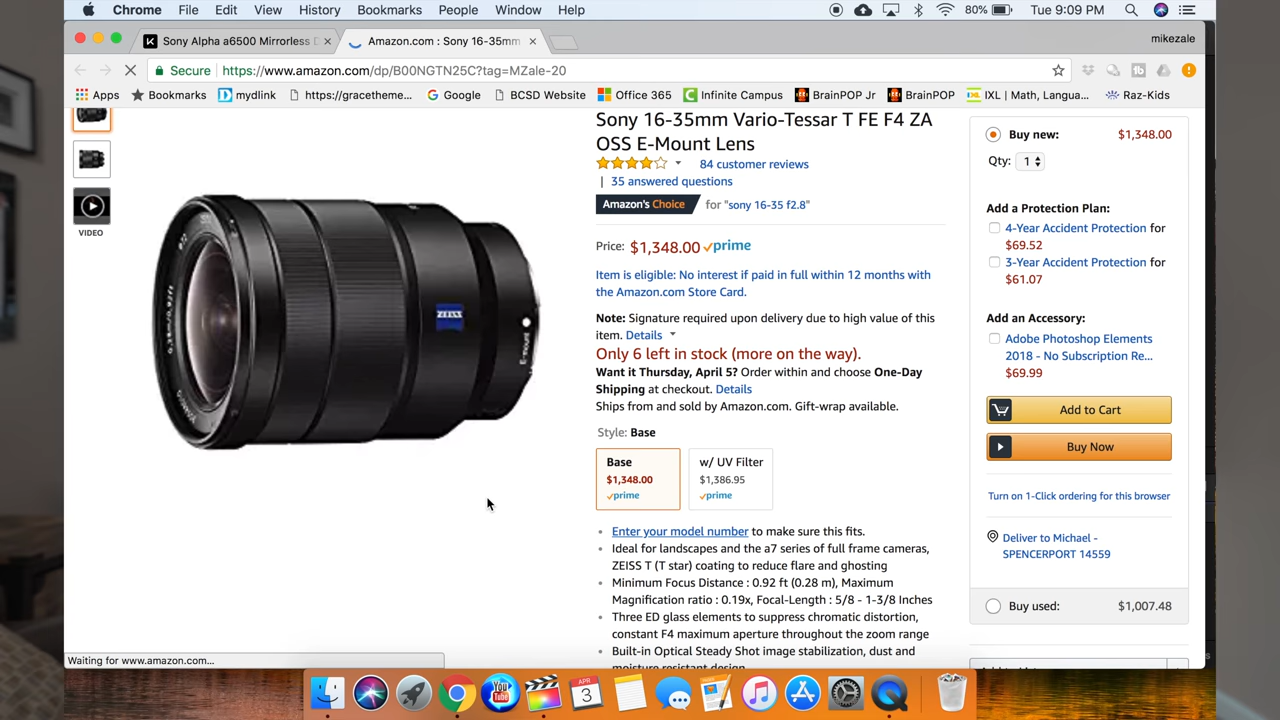 Chrome File Edit View History Bookmarks People Window Help 80% Tue 9:09 PM
Sony Alpha a6500 Mirrorless D × Amazon.com : Sony 16-35mm × mikezale
Secure https://www.amazon.com/dp/B00NGTN25C?tag=MZale-20
Apps Bookmarks mydlink https://gracetheme... Google BCSD Website Office 365 Infinite Campus BrainPOP Jr BrainPOP IXL | Math, Langua... Raz-Kids
VIDEO
ZEISS
E-mount
0.28m/0.92ft
Sony 16-35mm Vario-Tessar T FE F4 ZA
OSS E-Mount Lens
84 customer reviews
| 35 answered questions
Amazon's Choice for "sony 16-35 f2.8"
Price: $1,348.00 prime
Item is eligible: No interest if paid in full within 12 months with
the Amazon.com Store Card.
Note: Signature required upon delivery due to high value of this
item. Details
Only 6 left in stock (more on the way).
Want it Thursday, April 5? Order within and choose One-Day
Shipping at checkout. Details
Ships from and sold by Amazon.com. Gift-wrap available.
Style: Base
Base
$1,348.00
prime
w/ UV Filter
$1,386.95
prime
• Enter your model number to make sure this fits.
• Ideal for landscapes and the a7 series of full frame cameras,
ZEISS T (T star) coating to reduce flare and ghosting
• Minimum Focus Distance : 0.92 ft (0.28 m), Maximum
Magnification ratio : 0.19x, Focal-Length : 5/8 - 1-3/8 Inches
• Three ED glass elements to suppress chromatic distortion,
constant F4 maximum aperture throughout the zoom range
• Built-in Optical Steady Shot image stabilization, dust and
moisture resistant design
Buy new: $1,348.00
Qty: 1
Add a Protection Plan:
4-Year Accident Protection for
$69.52
3-Year Accident Protection for
$61.07
Add an Accessory:
Adobe Photoshop Elements
2018 - No Subscription Re...
$69.99
Add to Cart
Buy Now
Turn on 1-Click ordering for this browser
Deliver to Michael -
SPENCERPORT 14559
Buy used: $1,007.48
Waiting for www.amazon.com...
You
Tube
APR
3